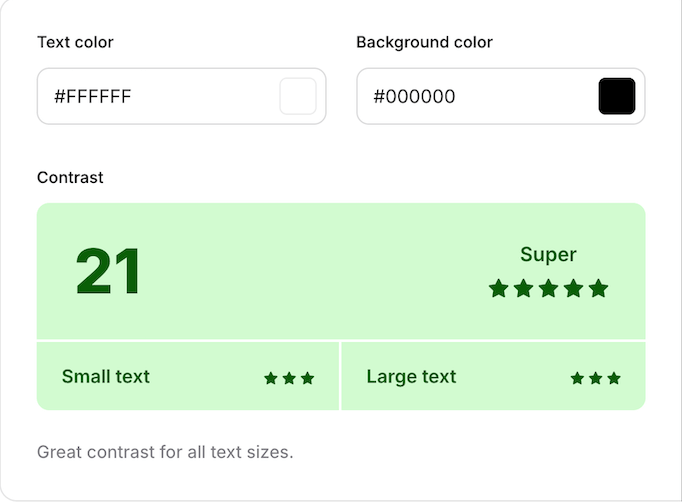 Text color
Background color
#FFFFFF
#000000
Contrast
21
Super
Small text
Large text
Great contrast for all text sizes.